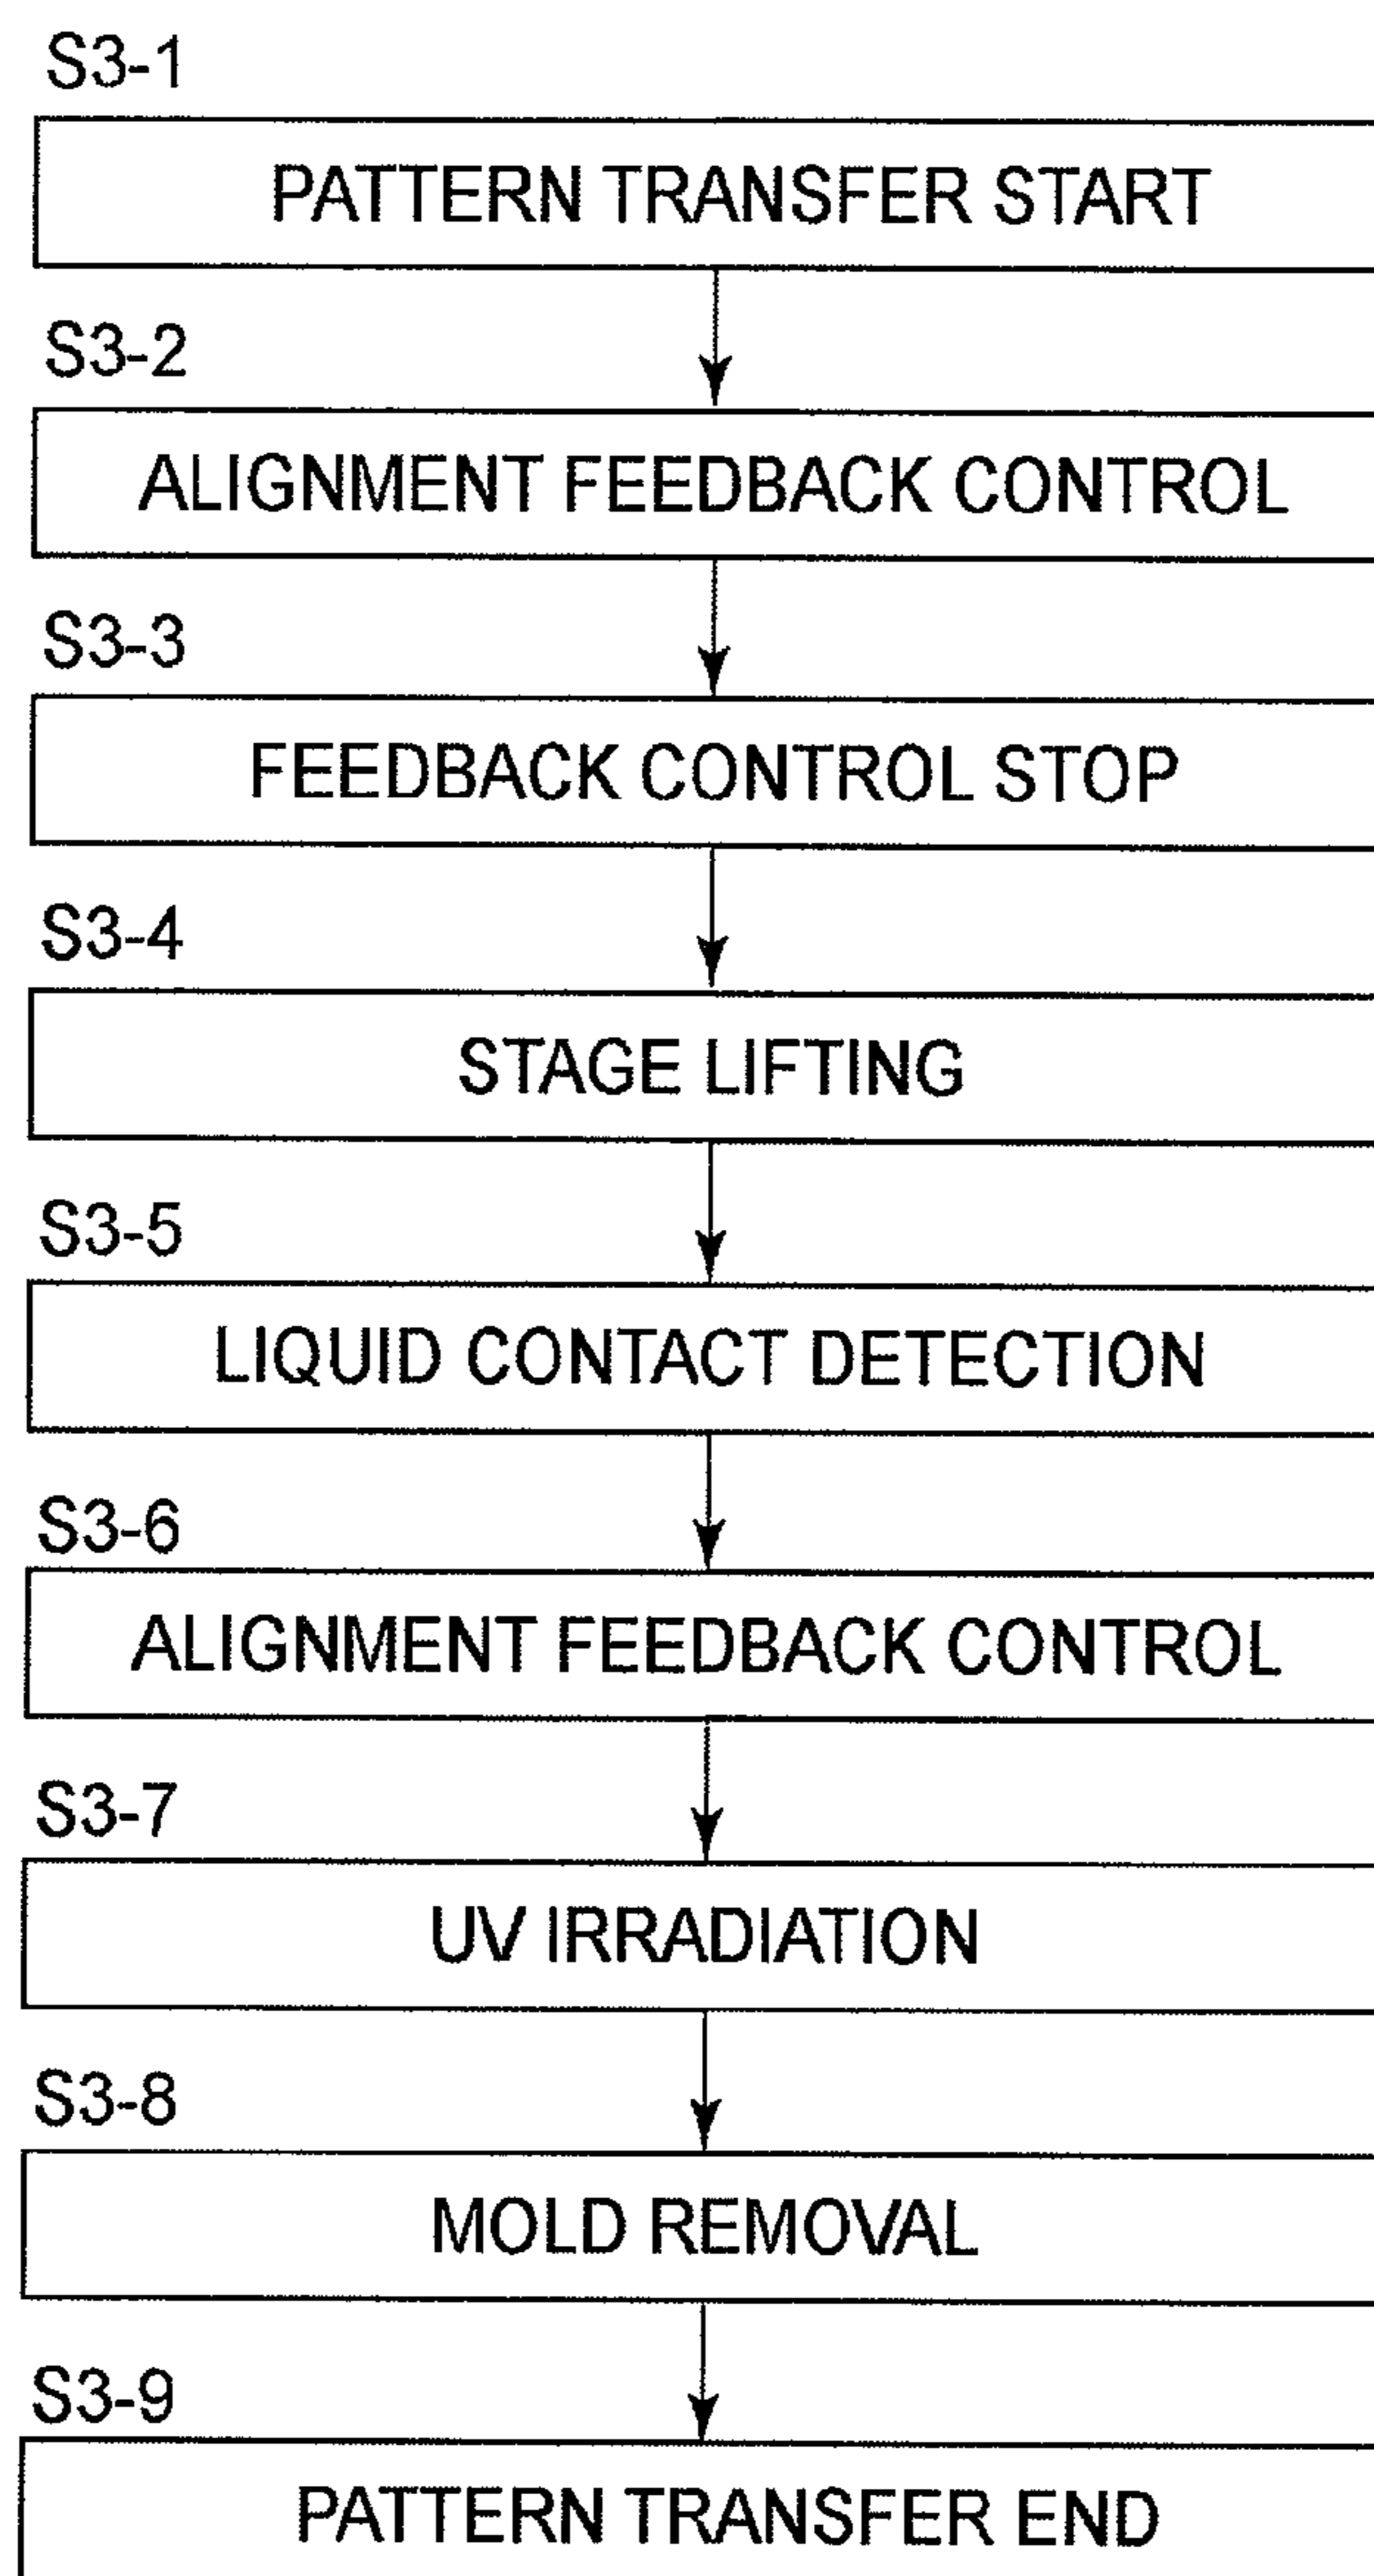 S3-1
PATTERN TRANSFER START
S3-2
ALIGNMENT FEEDBACK CONTROL
S3-3
FEEDBACK CONTROL STOP
S3-4
STAGE LIFTING
S3-5
LIQUID CONTACT DETECTION
S3-6
ALIGNMENT FEEDBACK CONTROL
S3-7
UV IRRADIATION
S3-8
MOLD REMOVAL
S3-9
PATTERN TRANSFER END